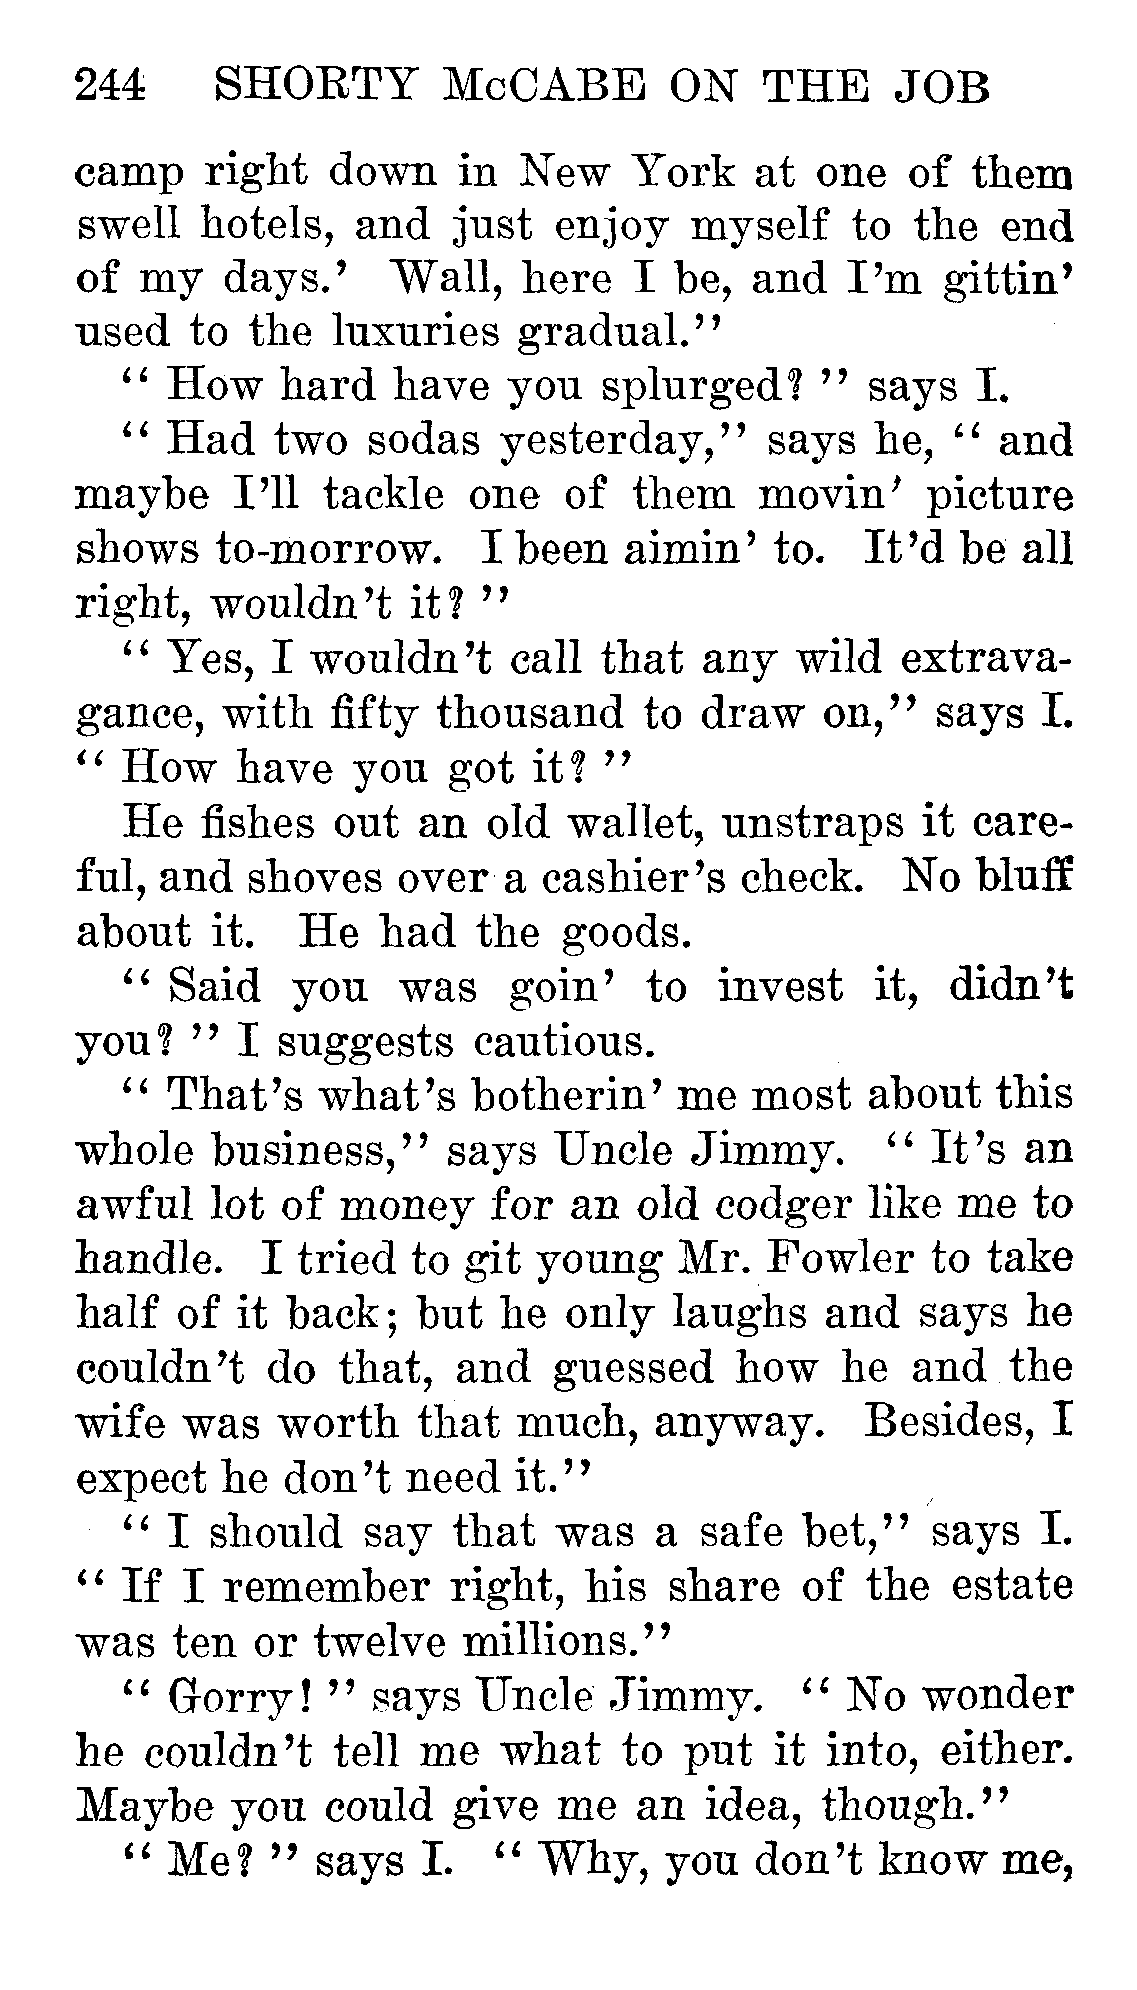 244 SHORTY McCABE ON THE JOB
camp right down in New York at one of them
swell hotels, and just enjoy myself to the end
of my days.' Wall, here I be, and I'm gittin'
used to the luxuries gradual."
"How hard have you splurged?" says I.
"Had two sodas yesterday," says he, "and
maybe I'll tackle one of them movin' picture
shows to-morrow. I been aimin' to. It'd be all
right, wouldn't it?"
"Yes, I wouldn't call that any wild extrava-
gance, with fifty thousand to draw on," says I.
"How have you got it?"
He fishes out an old wallet, unstraps it care-
ful, and shoves over a cashier's check. No bluff
about it. He had the goods.
"Said you was goin' to invest it, didn't
you?" I suggests cautious.
"That's what's botherin' me most about this
whole business," says Uncle Jimmy. "It's an
awful lot of money for an old codger like me to
handle. I tried to git young Mr. Fowler to take
half of it back; but he only laughs and says he
couldn't do that, and guessed how he and the
wife was worth that much, anyway. Besides, I
expect he don't need it."
"I should say that was a safe bet," says I.
"If I remember right, his share of the estate
was ten or twelve millions."
"Gorry!" says Uncle Jimmy. "No wonder
he couldn't tell me what to put it into, either.
Maybe you could give me an idea, though."
"Me?" says I. "Why, you don't know me,